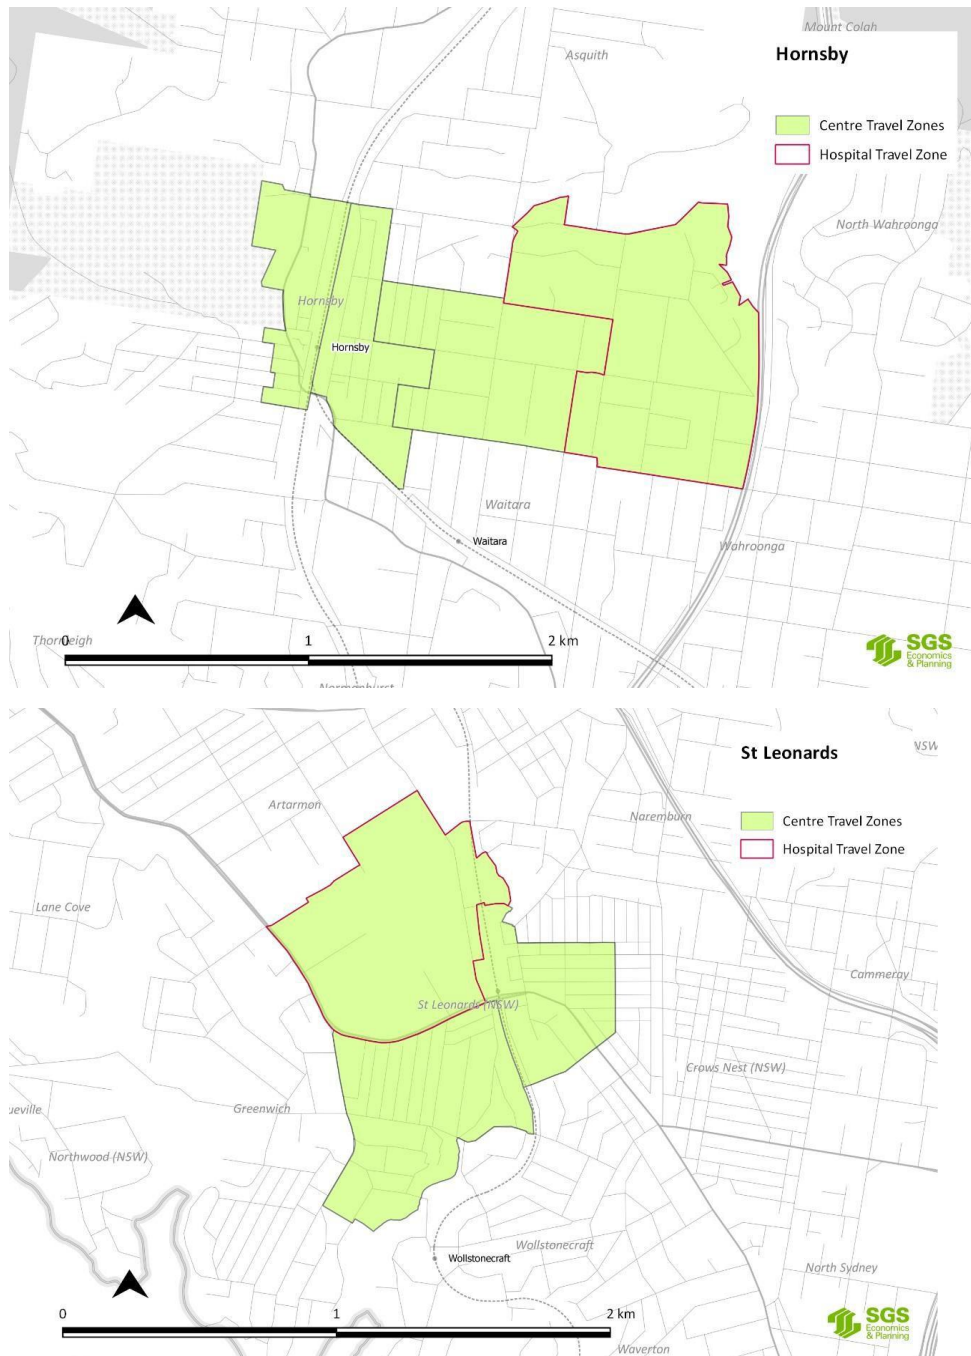 Mount Colah
Asquith
Hornsby
Centre Travel Zones
Hospital Travel Zone
North Wahroonga
Hornsby
Hornsby
Waitara
Waitara
Wahroonga
Thornleigh
0
1
2 km
Normanhurst
SGS
Economics
& Planning
St Leonards
NSW
Artarmon
Naremburn
Centre Travel Zones
Hospital Travel Zone
Lane Cove
Cammeray
St Leonards (NSW)
Crows Nest (NSW)
Greenwich
ueville
Northwood (NSW)
Wollstonecraft
Wollstonecraft
North Sydney
0
1
2 km
SGS
Economics
& Planning
Waverton